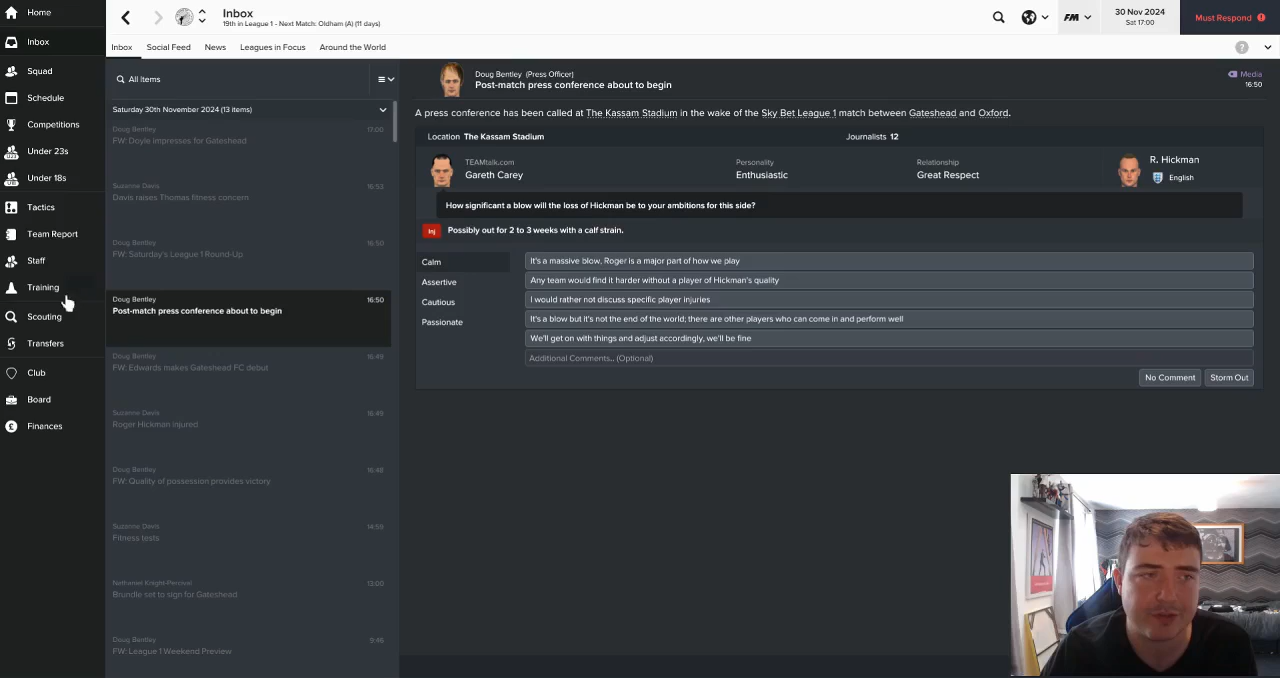 Home
Inbox
Squad
Schedule
Competitions
Under 23s
Under 18s
Tactics
Team Report
Staff
Training
Scouting
Transfers
Club
Board
Finances
Inbox
19th in League 1 - Next Match: Oldham (A) (11 days)
FM
30 Nov 2024
Sat 17:00
Must Respond
Inbox
Social Feed
News
Leagues in Focus
Around the World
?
All Items
Saturday 30th November 2024 (13 items)
Doug Bentley 17:00
FW: Doyle impresses for Gateshead
Suzanne Davis 16:53
Davis raises Thomas fitness concern
Doug Bentley 16:50
FW: Saturday's League 1 Round-Up
Doug Bentley 16:50
Post-match press conference about to begin
Doug Bentley 16:49
FW: Edwards makes Gateshead FC debut
Suzanne Davis 16:49
Roger Hickman injured
Doug Bentley 16:48
FW: Quality of possession provides victory
Suzanne Davis 14:59
Fitness tests
Nathaniel Knight-Percival 13:00
Brundle set to sign for Gateshead
Doug Bentley 9:46
FW: League 1 Weekend Preview
Doug Bentley (Press Officer)
Post-match press conference about to begin
Media
16:50
A press conference has been called at The Kassam Stadium in the wake of the Sky Bet League 1 match between Gateshead and Oxford.
Location The Kassam Stadium
Journalists 12
TEAMtalk.com
Gareth Carey
Personality
Enthusiastic
Relationship
Great Respect
R. Hickman
English
How significant a blow will the loss of Hickman be to your ambitions for this side?
Inj Possibly out for 2 to 3 weeks with a calf strain.
Calm
Assertive
Cautious
Passionate
It's a massive blow, Roger is a major part of how we play
Any team would find it harder without a player of Hickman's quality
I would rather not discuss specific player injuries
It's a blow but it's not the end of the world; there are other players who can come in and perform well
We'll get on with things and adjust accordingly, we'll be fine
Additional Comments.. (Optional)
No Comment
Storm Out